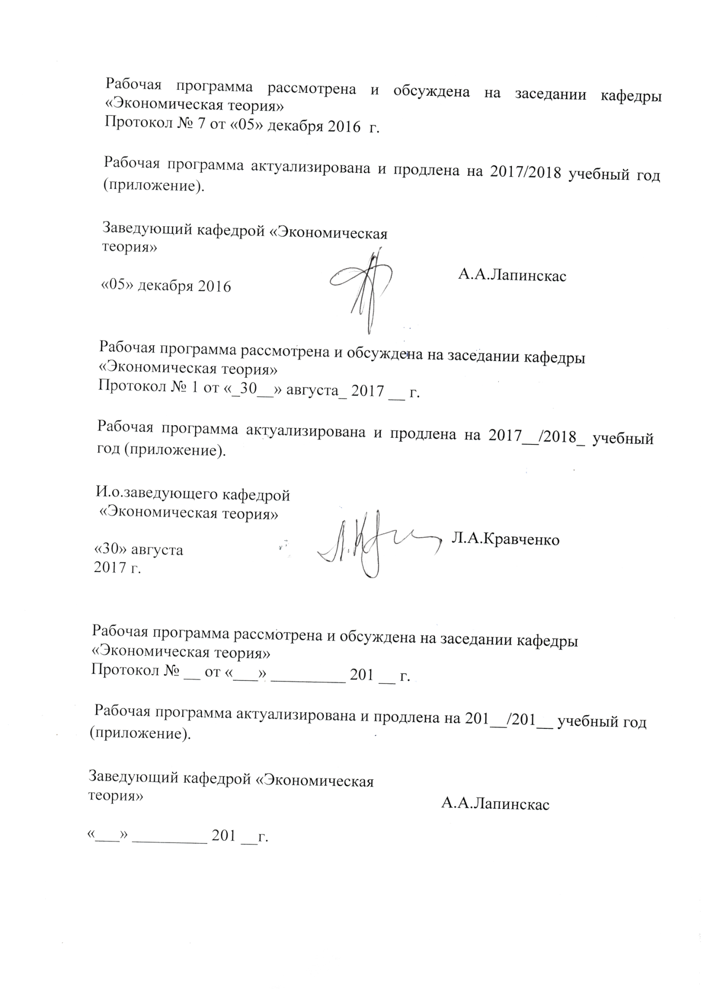 Рабочая программа рассмотрена и обсуждена на заседании кафедры
«Экономическая теория»
Протокол № 7 от «05» декабря 2016 г.
Рабочая программа актуализирована и продлена на 2017/2018 учебный год
(приложение).
Заведующий кафедрой «Экономическая
теория»
А.А.Лапинскас
«05» декабря 2016
Рабочая программа рассмотрена и обсуждена на заседании кафедры
«Экономическая теория»
Протокол № 1 от «_30__» августа_ 2017 __ г.
Рабочая программа актуализирована и продлена на 2017__/2018_ учебный
год (приложение).
И.о.заведующего кафедрой
«Экономическая теория»
Л.А.Кравченко
«30» августа
2017 г.
Рабочая программа рассмотрена и обсуждена на заседании кафедры
«Экономическая теория»
Протокол № __ от «___» _________ 201 __ г.
Рабочая программа актуализирована и продлена на 201__/201__ учебный год
(приложение).
Заведующий кафедрой «Экономическая
теория»
А.А.Лапинскас
«___» _________ 201 __г.